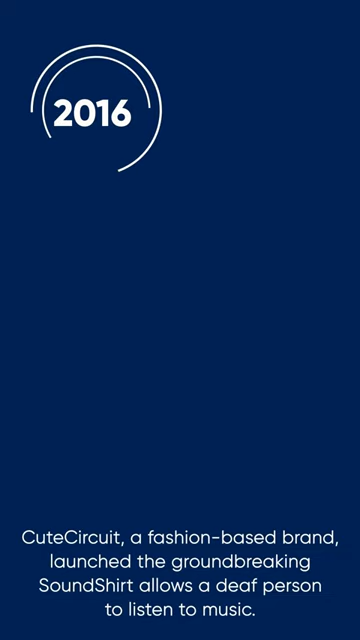 2016
CuteCircuit, a fashion-based brand,
launched the groundbreaking
SoundShirt allows a deaf person
to listen to music.